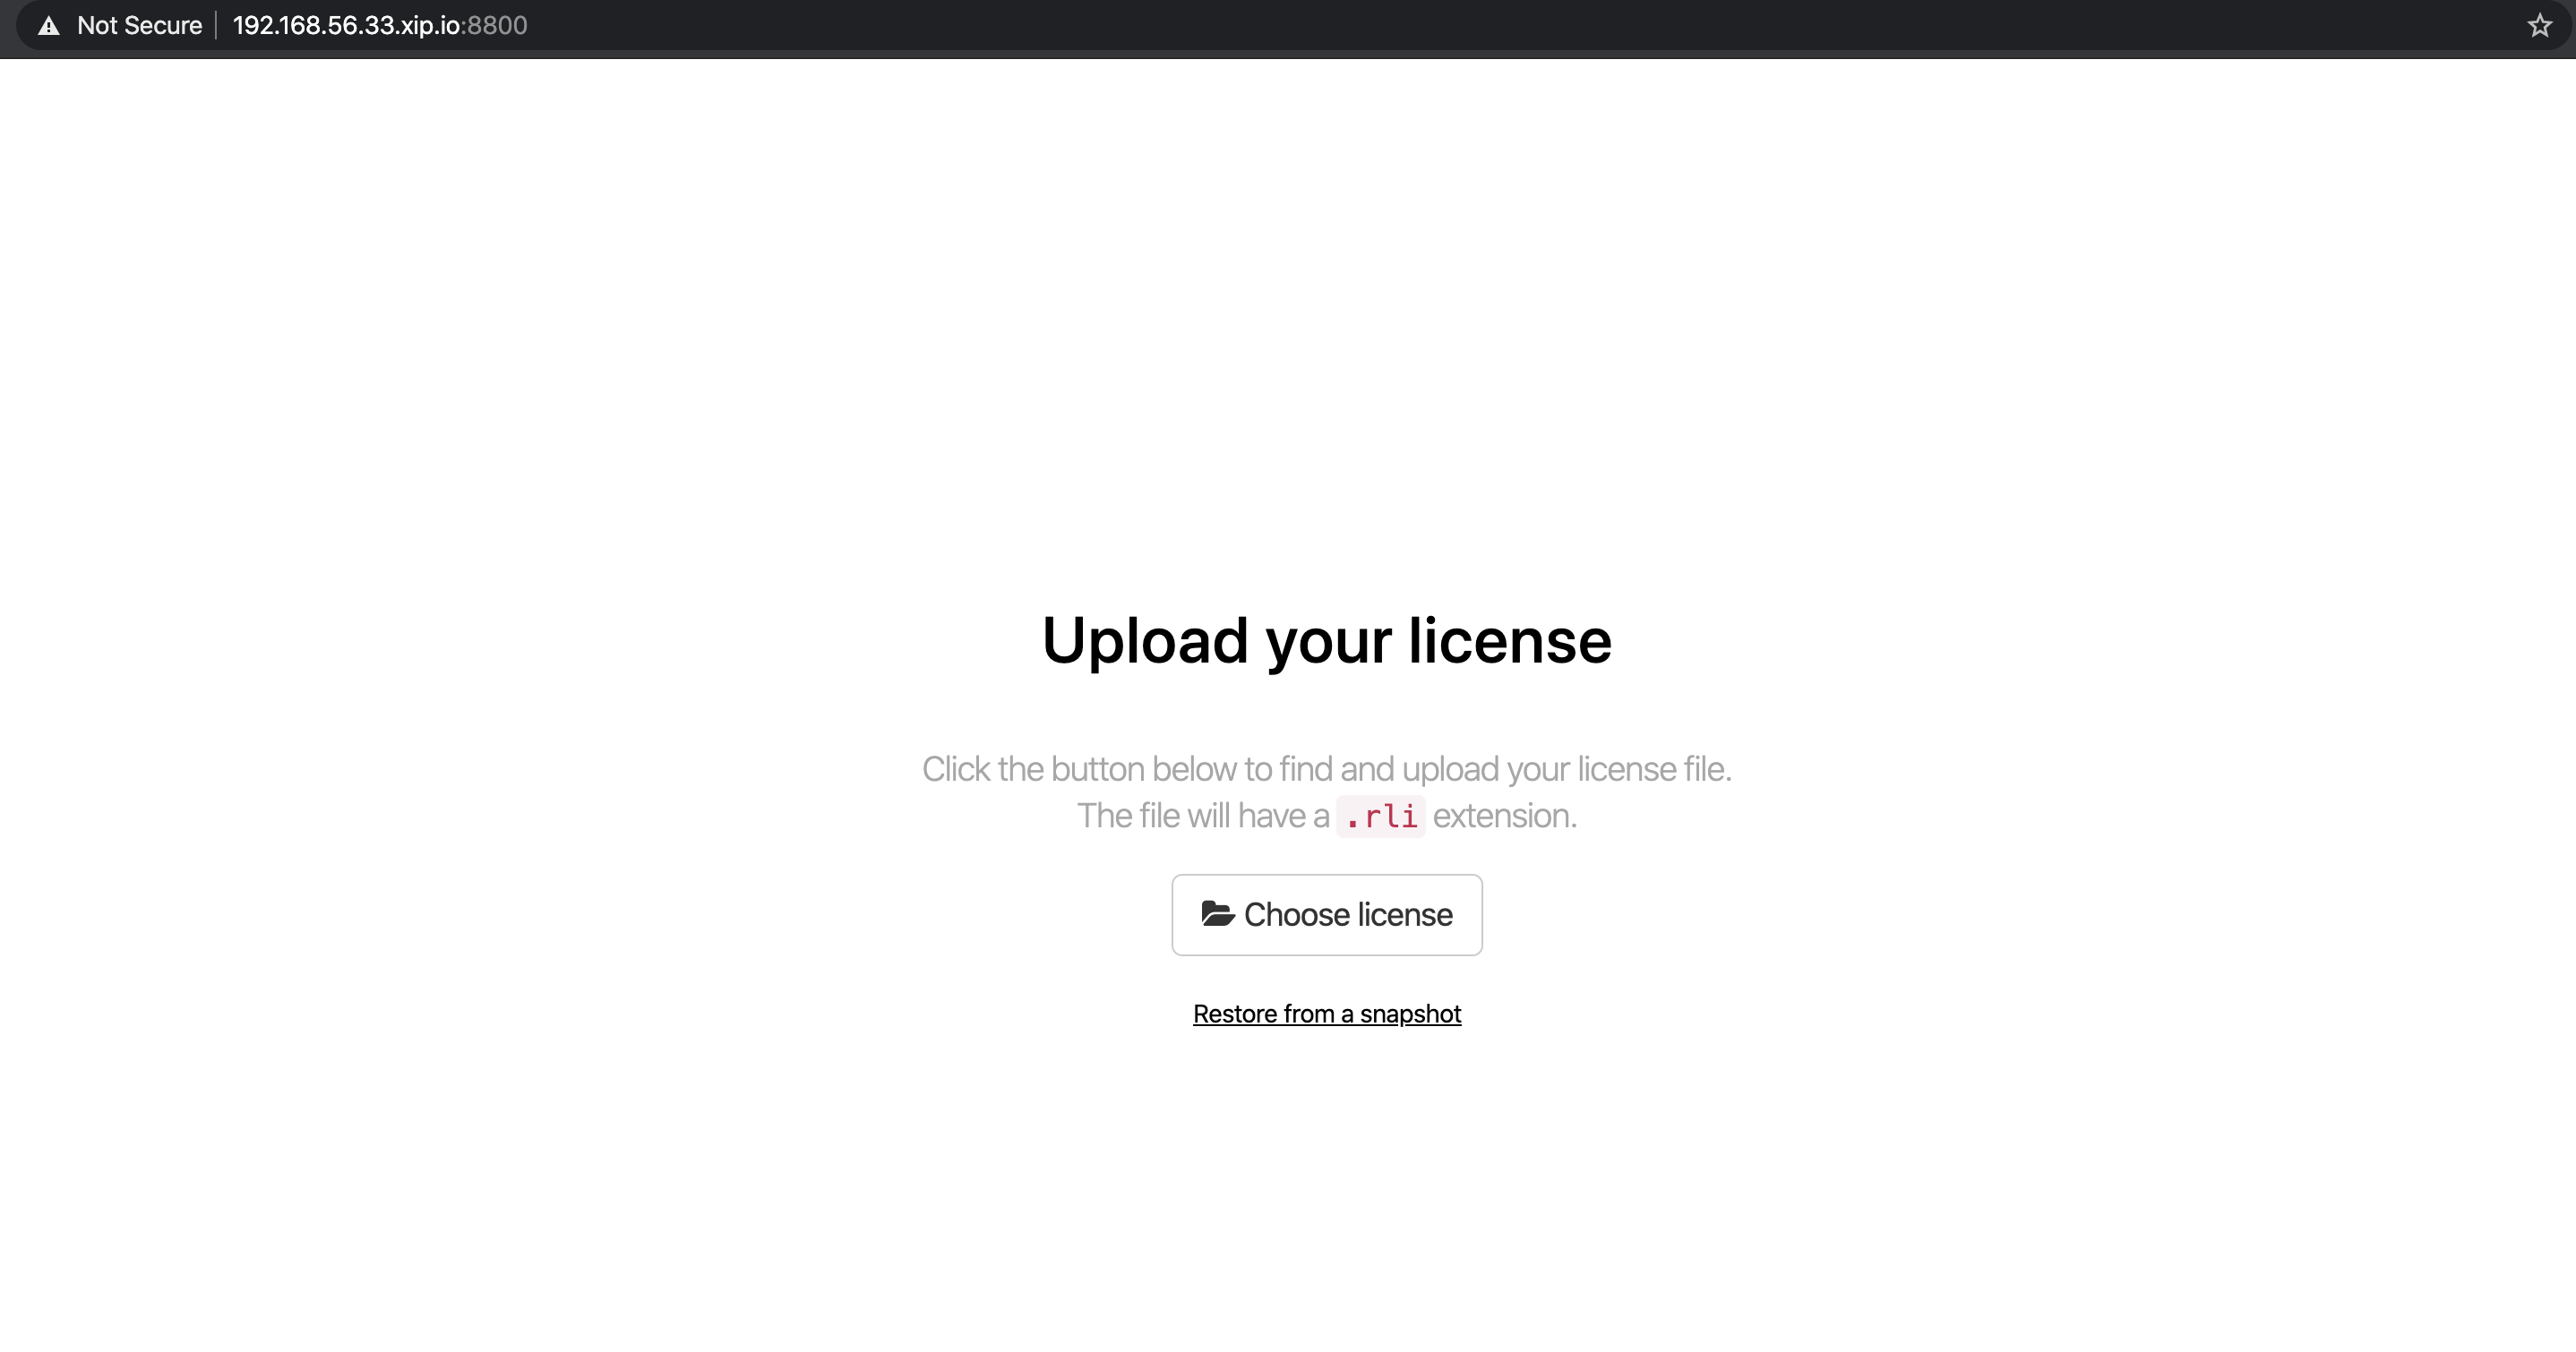 Not Secure 192.168.56.33.xip.io:8800
Upload your license
Click the button below to find and upload your license file.
The file will have a .rli extension.
Choose license
Restore from a snapshot